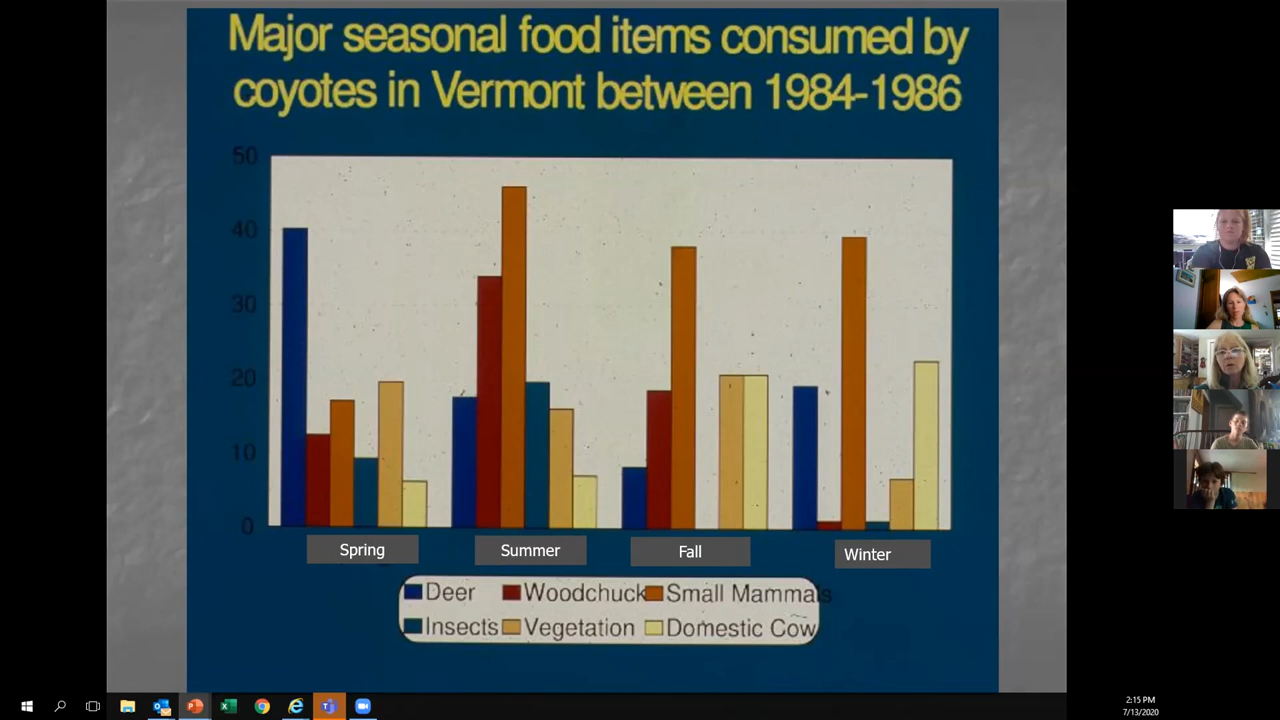 Major seasonal food items consumed by
coyotes in Vermont between 1984-1986
50
40
30
20
10
0
Spring Summer Fall Winter
Deer Woodchuck Small Mammals
Insects Vegetation Domestic Cow
2:15 PM
7/13/2020